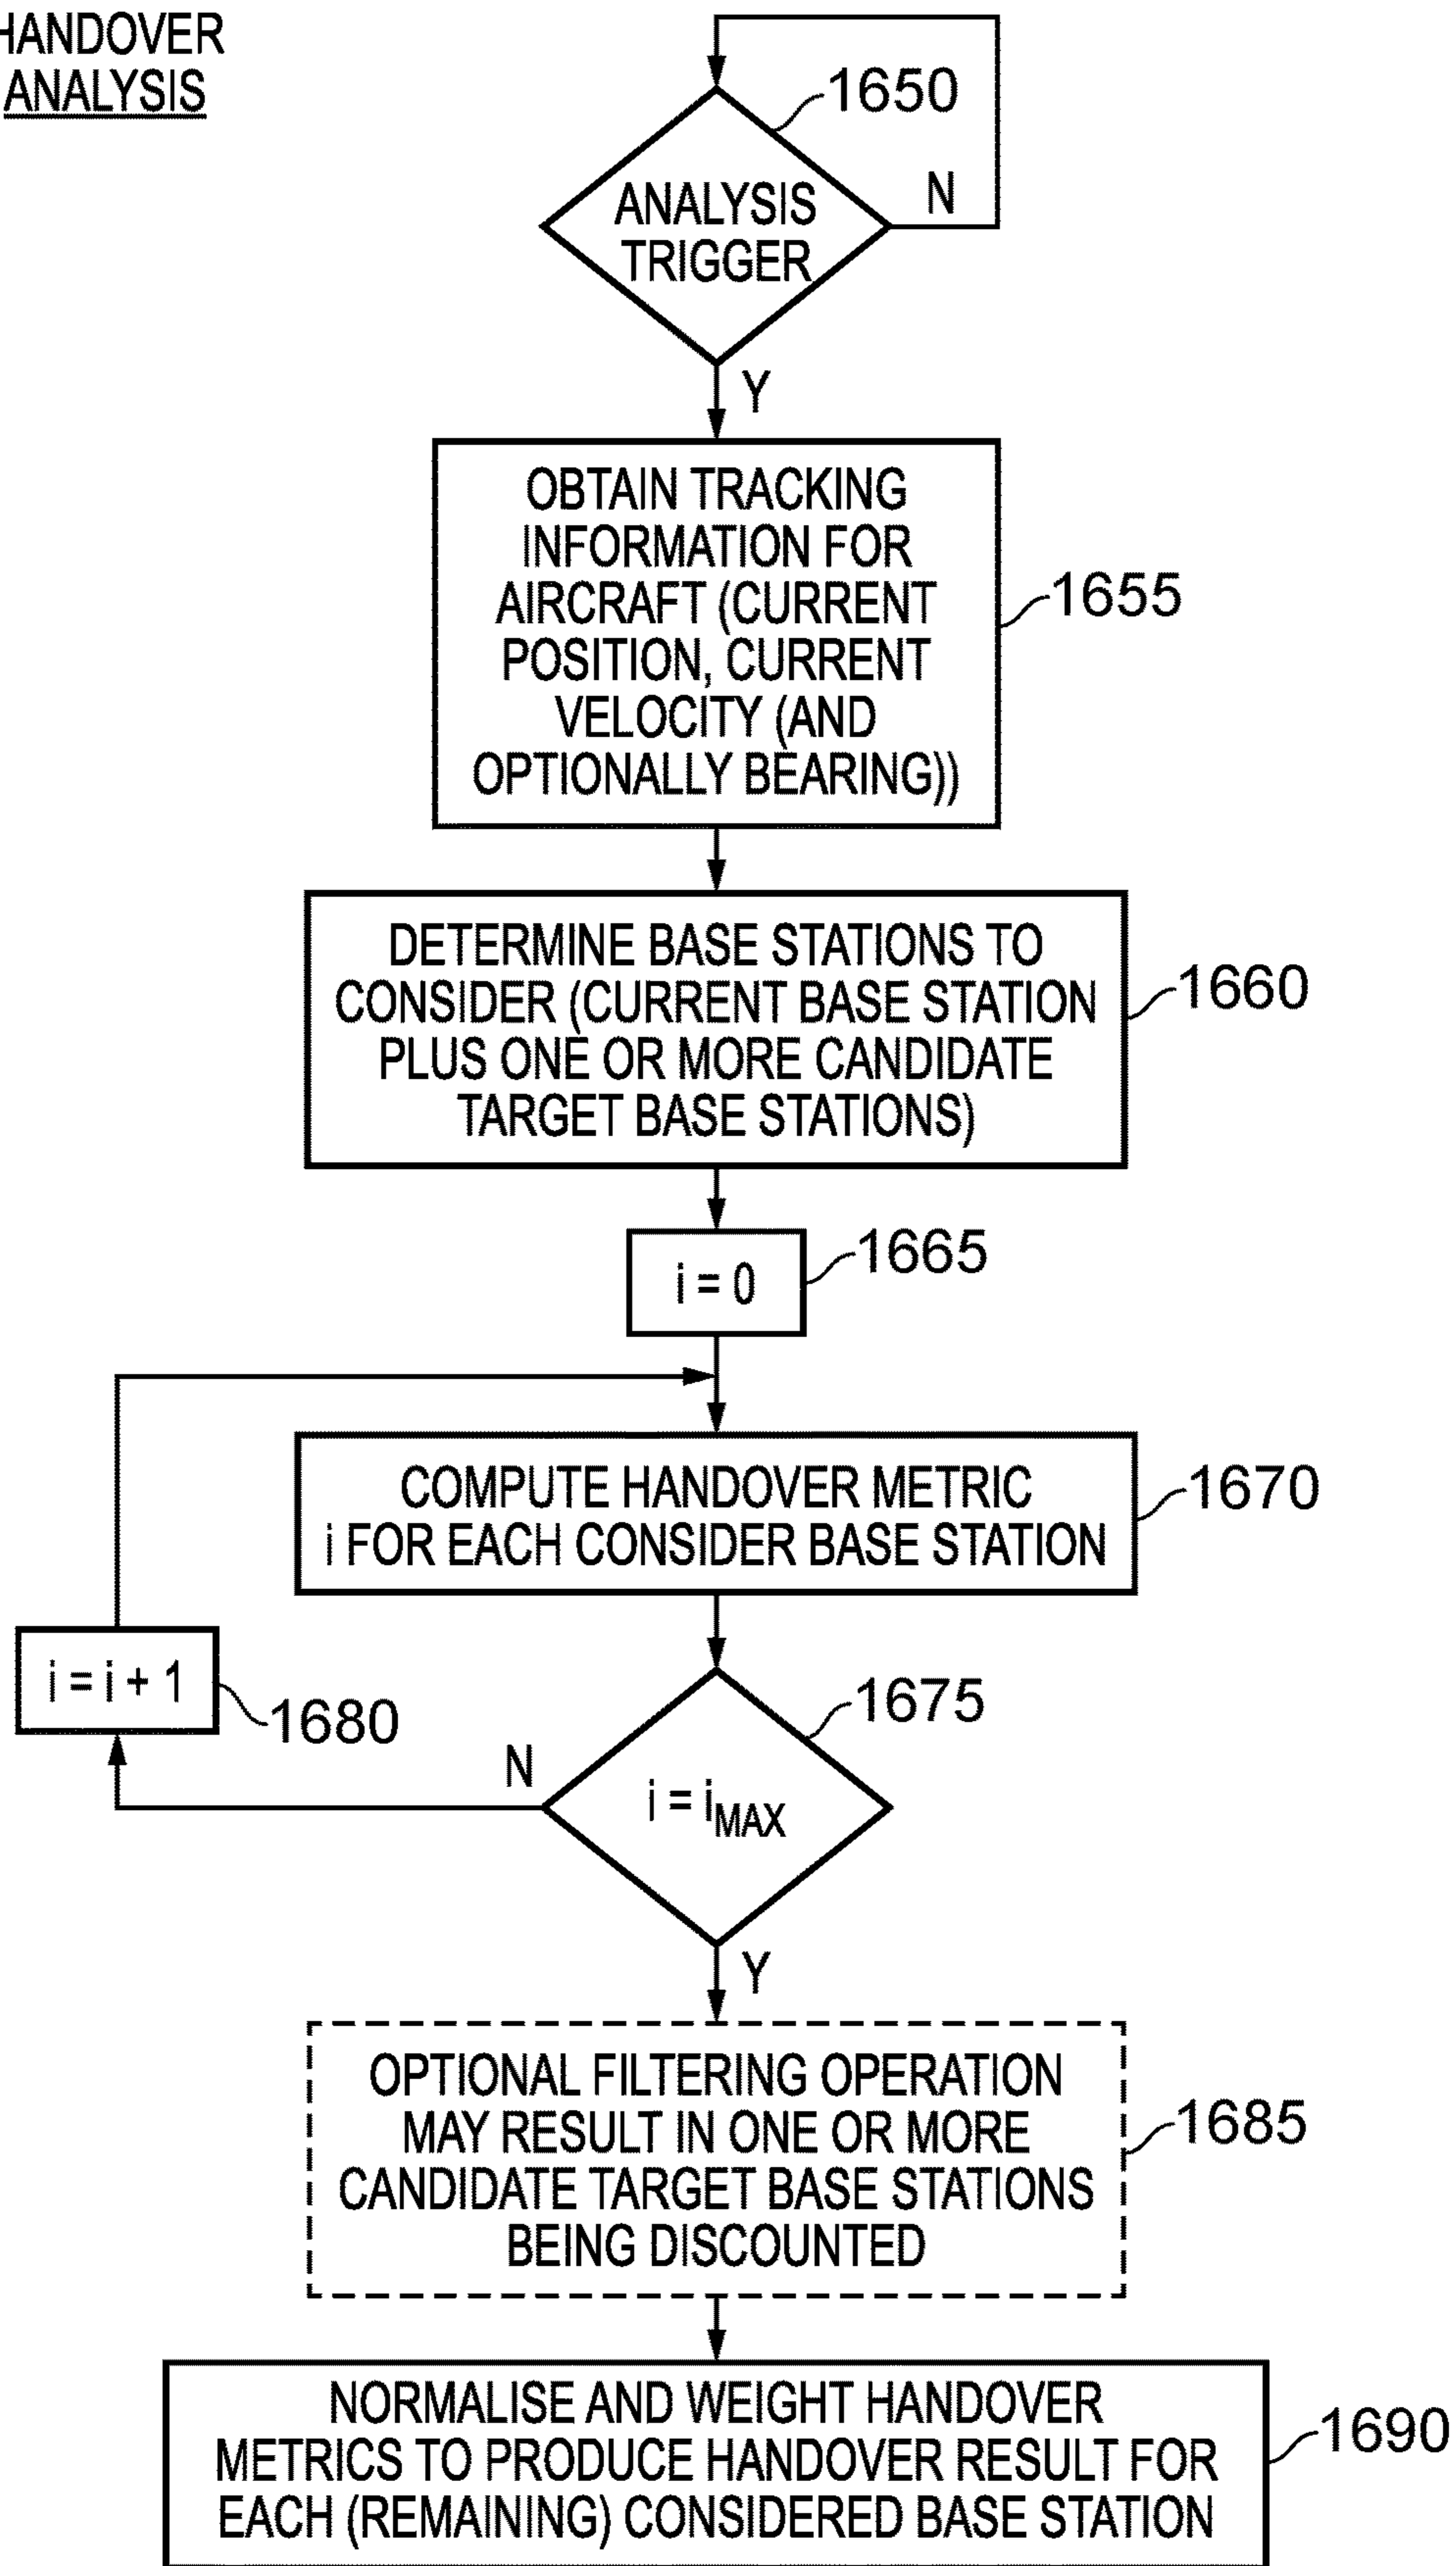 HANDOVER
ANALYSIS
1650
ANALYSIS
TRIGGER
N
Y
OBTAIN TRACKING
INFORMATION FOR
AIRCRAFT (CURRENT
POSITION, CURRENT
VELOCITY (AND
OPTIONALLY BEARING))
1655
DETERMINE BASE STATIONS TO
CONSIDER (CURRENT BASE STATION
PLUS ONE OR MORE CANDIDATE
TARGET BASE STATIONS)
1660
i = 0
1665
COMPUTE HANDOVER METRIC
i FOR EACH CONSIDER BASE STATION
1670
i = i + 1
1680
N
i = iMAX
1675
Y
OPTIONAL FILTERING OPERATION
MAY RESULT IN ONE OR MORE
CANDIDATE TARGET BASE STATIONS
BEING DISCOUNTED
1685
NORMALISE AND WEIGHT HANDOVER
METRICS TO PRODUCE HANDOVER RESULT FOR
EACH (REMAINING) CONSIDERED BASE STATION
1690